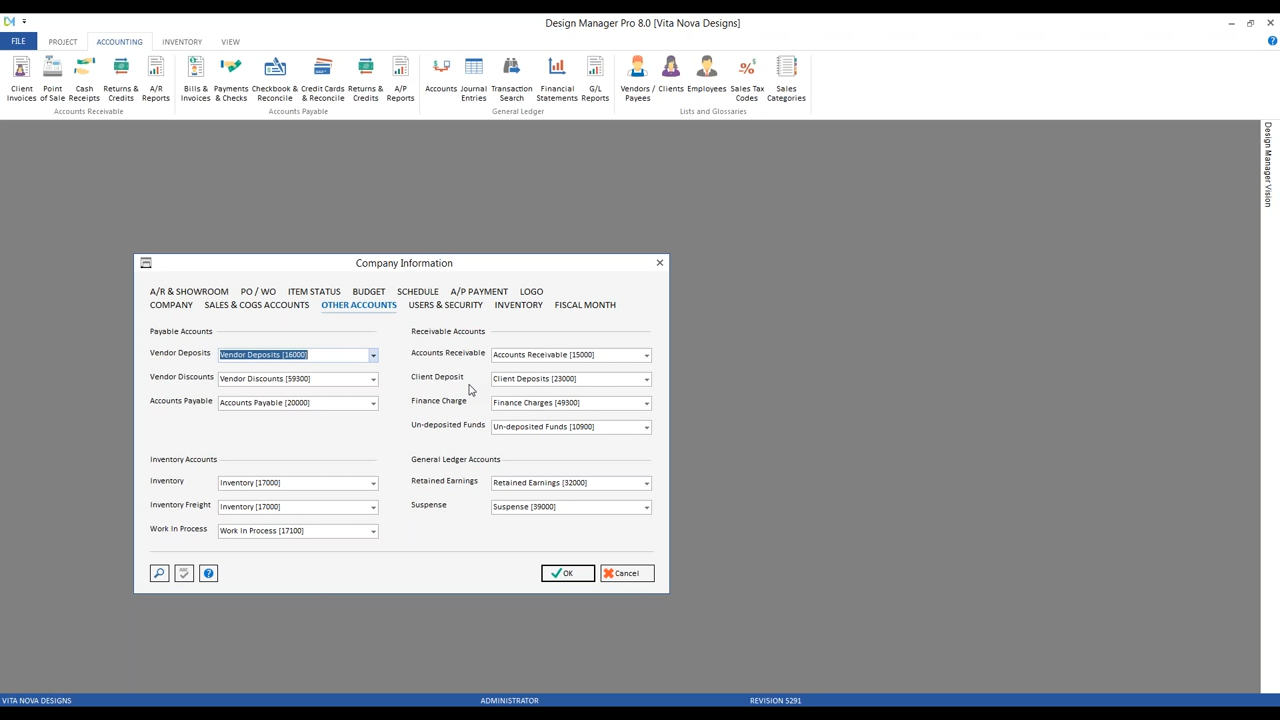 Design Manager Pro 8.0 [Vita Nova Designs]
FILE PROJECT ACCOUNTING INVENTORY VIEW
Client Invoices
Point of Sale
Cash Receipts
Returns & Credits
A/R Reports
Bills & Invoices
Payments & Checks
Checkbook & Reconcile
Credit Cards & Reconcile
Returns & Credits
A/P Reports
Accounts
Journal Entries
Transaction Search
Financial Statements
G/L Reports
Vendors / Payees
Clients
Employees
Sales Tax Codes
Sales Categories
Accounts Receivable
Accounts Payable
General Ledger
Lists and Glossaries
Design Manager Vision
Company Information
A/R & SHOWROOM PO / WO ITEM STATUS BUDGET SCHEDULE A/P PAYMENT LOGO
COMPANY SALES & COGS ACCOUNTS OTHER ACCOUNTS USERS & SECURITY INVENTORY FISCAL MONTH
Payable Accounts
Vendor Deposits Vendor Deposits [16000]
Vendor Discounts Vendor Discounts [59300]
Accounts Payable Accounts Payable [20000]
Receivable Accounts
Accounts Receivable Accounts Receivable [15000]
Client Deposit Client Deposits [23000]
Finance Charge Finance Charges [49300]
Un-deposited Funds Un-deposited Funds [10900]
Inventory Accounts
Inventory Inventory [17000]
Inventory Freight Inventory [17000]
Work In Process Work In Process [17100]
General Ledger Accounts
Retained Earnings Retained Earnings [32000]
Suspense Suspense [39000]
OK Cancel
VITA NOVA DESIGNS ADMINISTRATOR REVISION 5291